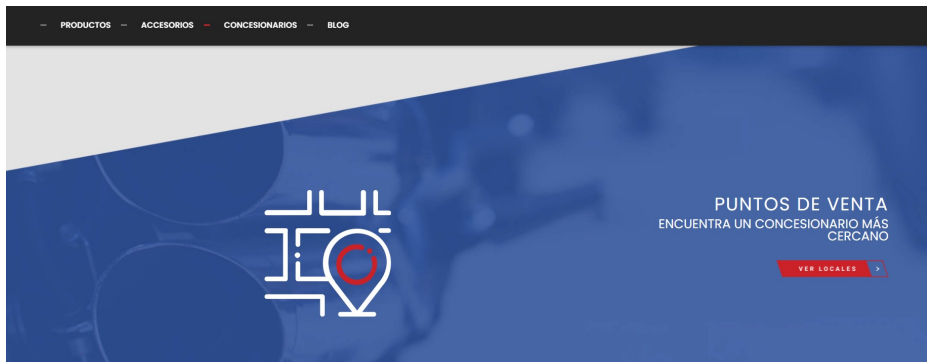 — PRODUCTOS — ACCESORIOS — CONCESIONARIOS — BLOG
PUNTOS DE VENTA
ENCUENTRA UN CONCESIONARIO MÁS
CERCANO
VER LOCALES >